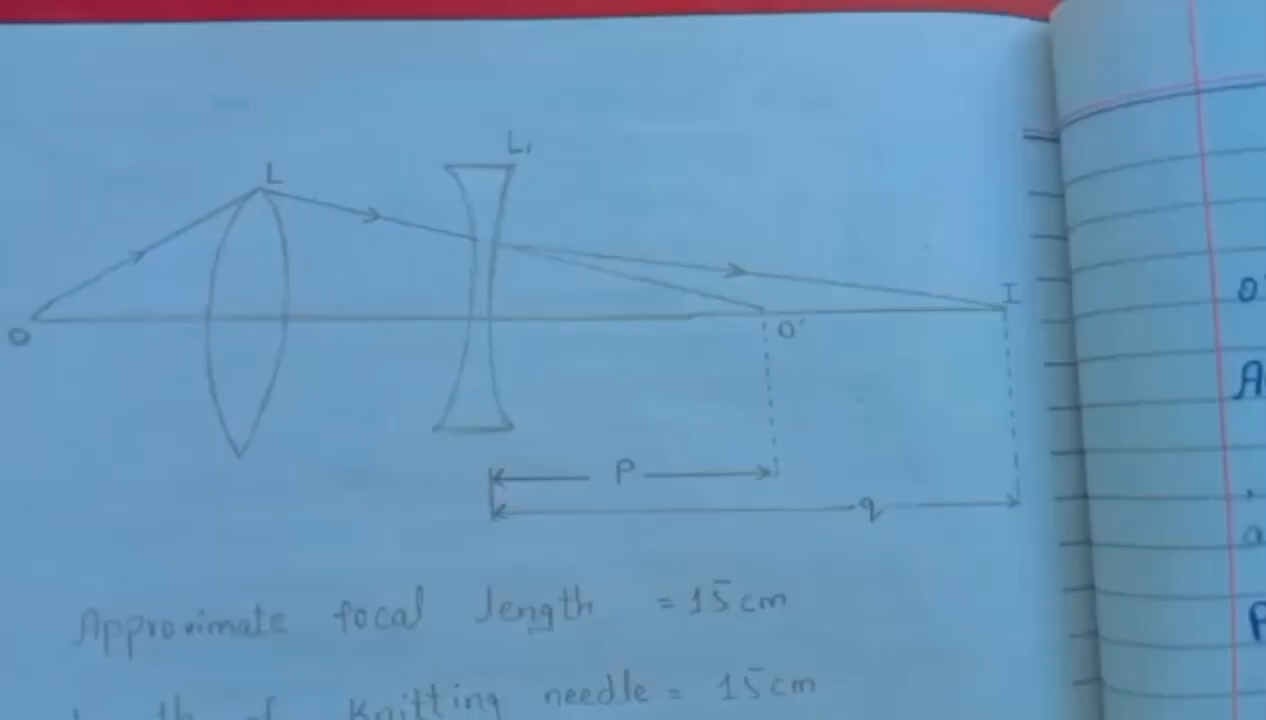 L₁
L
I
O
O'
P
q
Approximate focal length = 15 cm
Knitting needle = 15 cm
O'